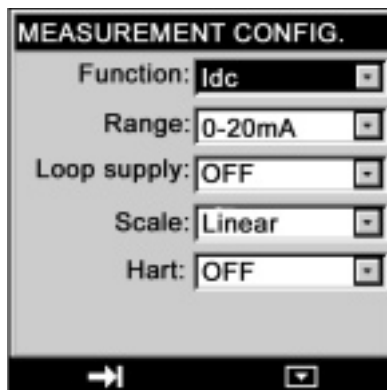 MEASUREMENT CONFIG.
Function: Idc
Range: 0-20mA
Loop supply: OFF
Scale: Linear
Hart: OFF